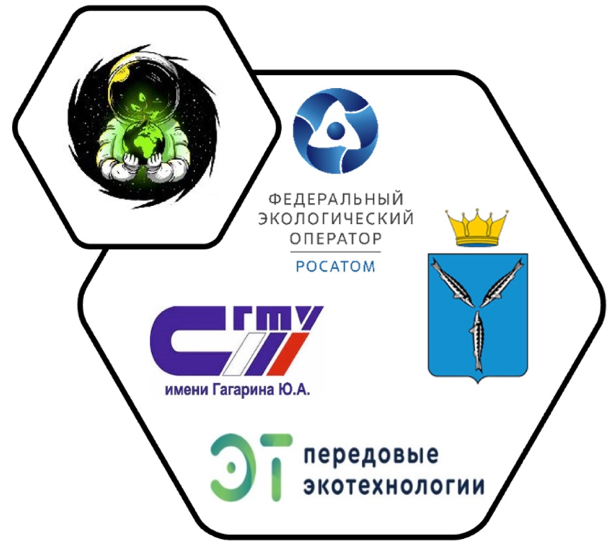 ФЕДЕРАЛЬНЫЙ
ЭКОЛОГИЧЕСКИЙ
ОПЕРАТОР
РОСАТОМ
СГТУ
имени Гагарина Ю.А.
ЭТ передовые
экотехнологии